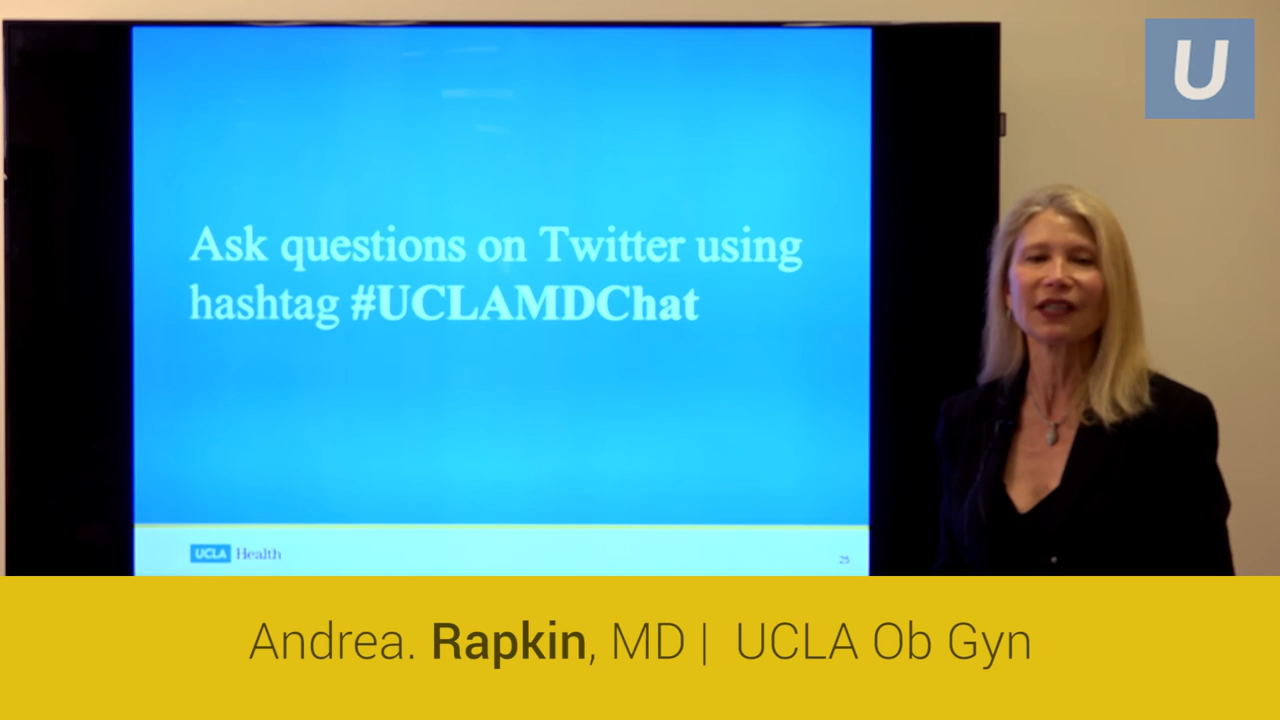 U
Ask questions on Twitter using
hashtag #UCLAMDChat
UCLA Health
25
Andrea. Rapkin, MD | UCLA Ob Gyn